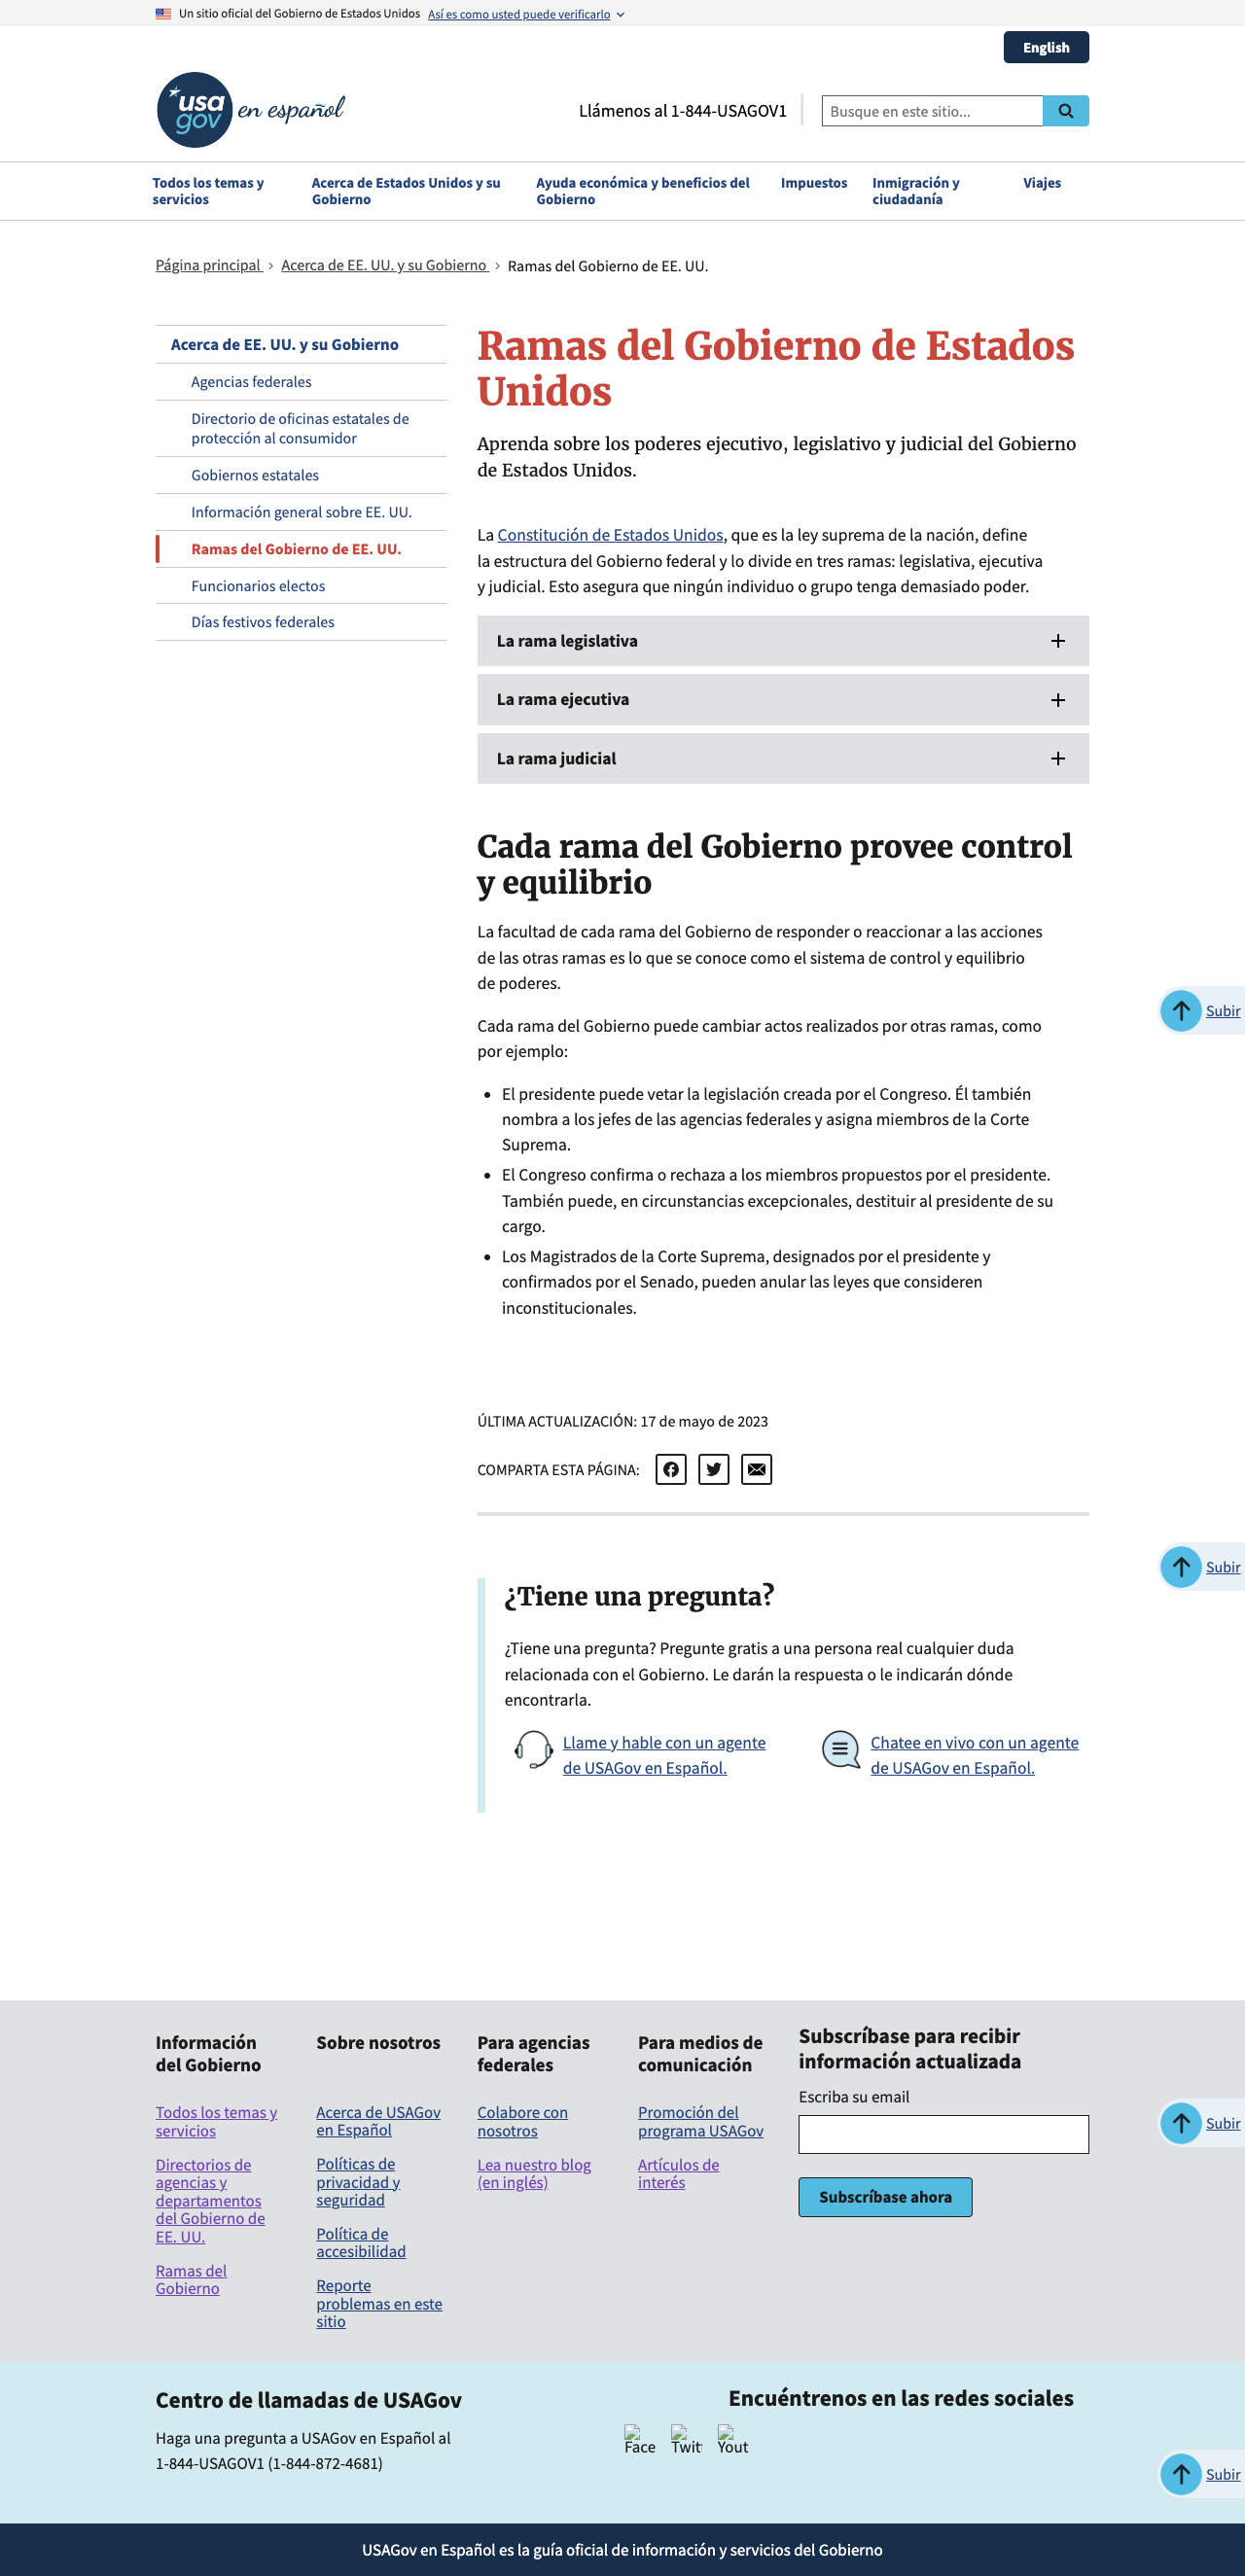 Un sitio oficial del Gobierno de Estados Unidos Así es como usted puede verificarlo
English
usa gov en español
Llámenos al 1-844-USAGOV1
Busque en este sitio...
Todos los temas y servicios
Acerca de Estados Unidos y su Gobierno
Ayuda económica y beneficios del Gobierno
Impuestos
Inmigración y ciudadanía
Viajes
Página principal > Acerca de EE. UU. y su Gobierno > Ramas del Gobierno de EE. UU.
Acerca de EE. UU. y su Gobierno
Agencias federales
Directorio de oficinas estatales de
protección al consumidor
Gobiernos estatales
Información general sobre EE. UU.
Ramas del Gobierno de EE. UU.
Funcionarios electos
Días festivos federales
Ramas del Gobierno de Estados
Unidos
Aprenda sobre los poderes ejecutivo, legislativo y judicial del Gobierno
de Estados Unidos.
La Constitución de Estados Unidos, que es la ley suprema de la nación, define
la estructura del Gobierno federal y lo divide en tres ramas: legislativa, ejecutiva
y judicial. Esto asegura que ningún individuo o grupo tenga demasiado poder.
La rama legislativa
La rama ejecutiva
La rama judicial
Cada rama del Gobierno provee control
y equilibrio
La facultad de cada rama del Gobierno de responder o reaccionar a las acciones
de las otras ramas es lo que se conoce como el sistema de control y equilibrio
de poderes.
Cada rama del Gobierno puede cambiar actos realizados por otras ramas, como
por ejemplo:
• El presidente puede vetar la legislación creada por el Congreso. Él también
nombra a los jefes de las agencias federales y asigna miembros de la Corte
Suprema.
• El Congreso confirma o rechaza a los miembros propuestos por el presidente.
También puede, en circunstancias excepcionales, destituir al presidente de su
cargo.
• Los Magistrados de la Corte Suprema, designados por el presidente y
confirmados por el Senado, pueden anular las leyes que consideren
inconstitucionales.
Subir
ÚLTIMA ACTUALIZACIÓN: 17 de mayo de 2023
COMPARTA ESTA PÁGINA:
Subir
¿Tiene una pregunta?
¿Tiene una pregunta? Pregunte gratis a una persona real cualquier duda
relacionada con el Gobierno. Le darán la respuesta o le indicarán dónde
encontrarla.
Llame y hable con un agente
de USAGov en Español.
Chatee en vivo con un agente
de USAGov en Español.
Información
del Gobierno
Todos los temas y
servicios
Directorios de
agencias y
departamentos
del Gobierno de
EE. UU.
Ramas del
Gobierno
Sobre nosotros
Acerca de USAGov
en Español
Políticas de
privacidad y
seguridad
Política de
accesibilidad
Reporte
problemas en este
sitio
Para agencias
federales
Colabore con
nosotros
Lea nuestro blog
(en inglés)
Para medios de
comunicación
Promoción del
programa USAGov
Artículos de
interés
Subscríbase para recibir
información actualizada
Escriba su email
Subscríbase ahora
Subir
Centro de llamadas de USAGov
Haga una pregunta a USAGov en Español al
1-844-USAGOV1 (1-844-872-4681)
Encuéntrenos en las redes sociales
Face
Twit
Yout
Subir
USAGov en Español es la guía oficial de información y servicios del Gobierno